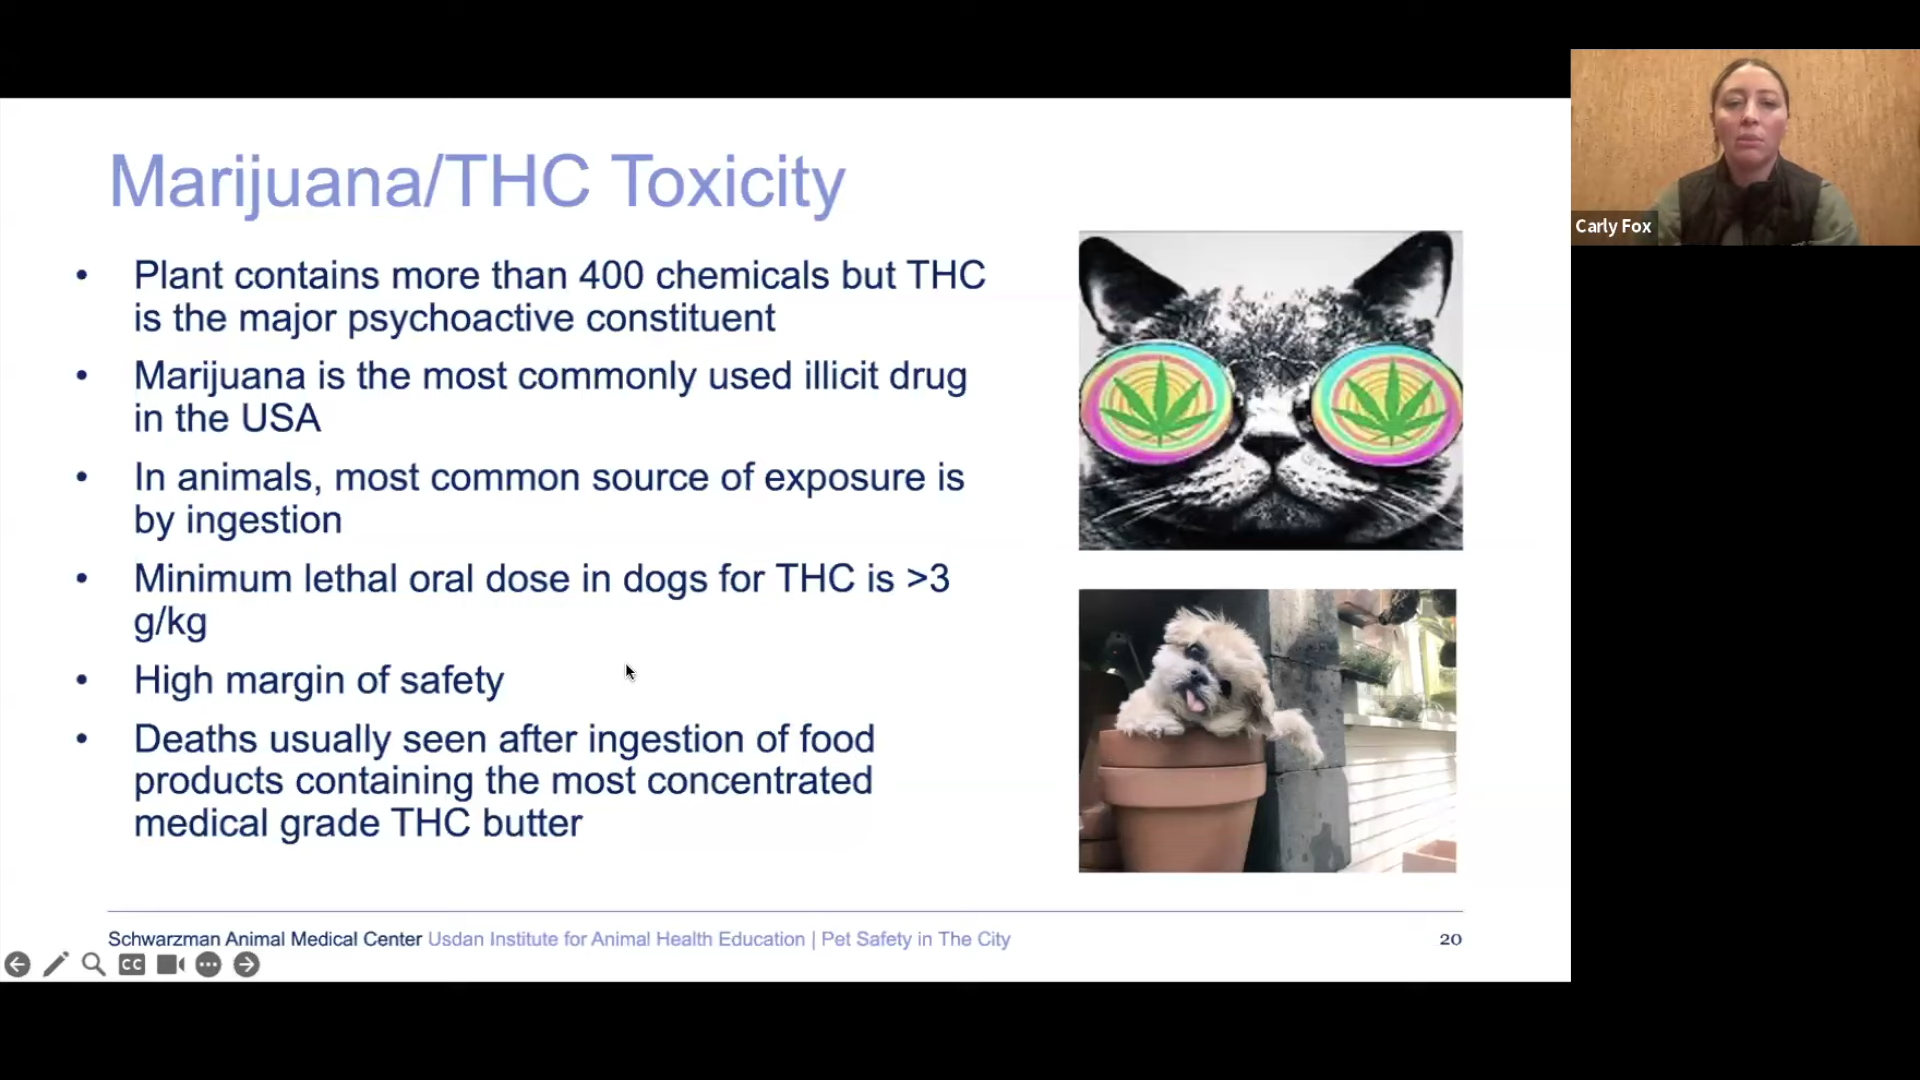 Marijuana/THC Toxicity
• Plant contains more than 400 chemicals but THC
is the major psychoactive constituent
• Marijuana is the most commonly used illicit drug
in the USA
• In animals, most common source of exposure is
by ingestion
• Minimum lethal oral dose in dogs for THC is >3
g/kg
• High margin of safety
• Deaths usually seen after ingestion of food
products containing the most concentrated
medical grade THC butter
Schwarzman Animal Medical Center Usdan Institute for Animal Health Education | Pet Safety in The City
20
CC
Carly Fox